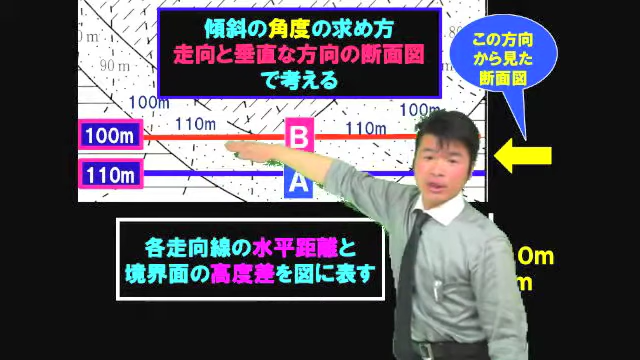 傾斜の角度の求め方
走向と垂直な方向の断面図
で考える
この方向
から見た
断面図
90 m
80
100m
100m
110m
110m
100m
B
110m
A
各走向線の水平距離と
境界面の高度差を図に表す
0m
m